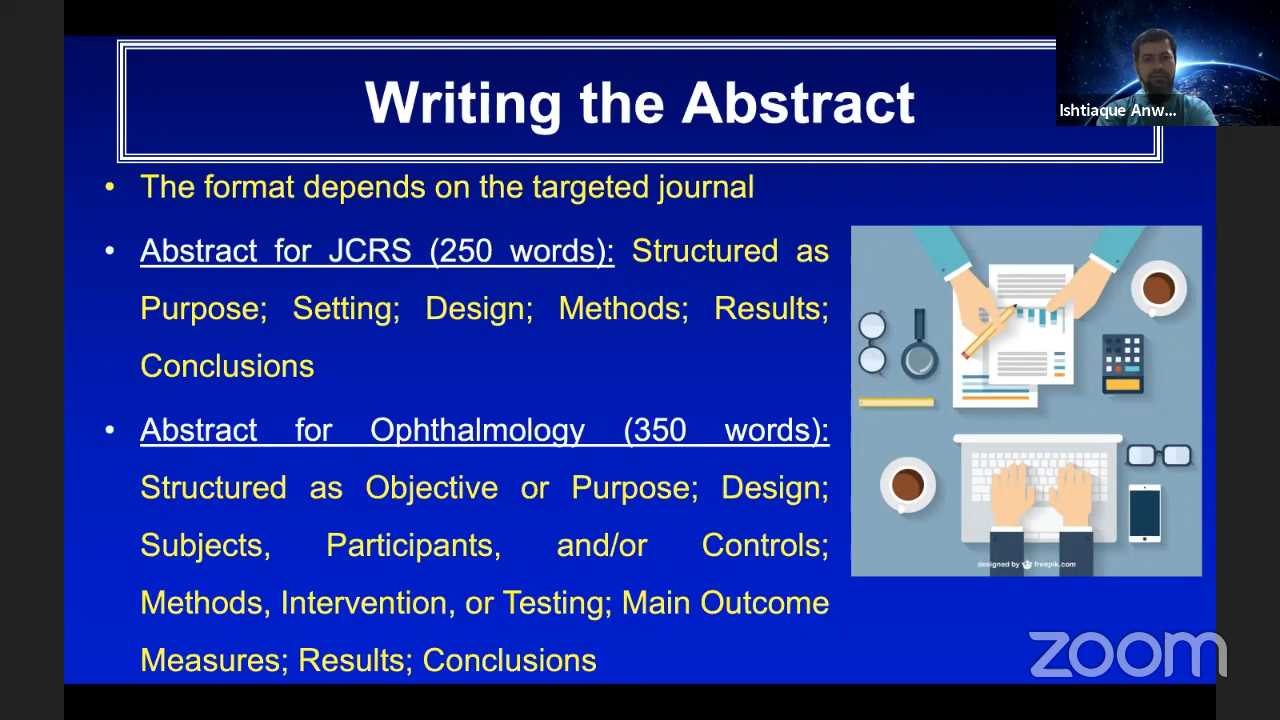 Writing the Abstract
Ishtiaque Anw...
• The format depends on the targeted journal
• Abstract for JCRS (250 words): Structured as
Purpose; Setting; Design; Methods; Results;
Conclusions
• Abstract for Ophthalmology (350 words):
Structured as Objective or Purpose; Design;
Subjects, Participants, and/or Controls;
Methods, Intervention, or Testing; Main Outcome
Measures; Results; Conclusions
designed by freepik.com
zoom